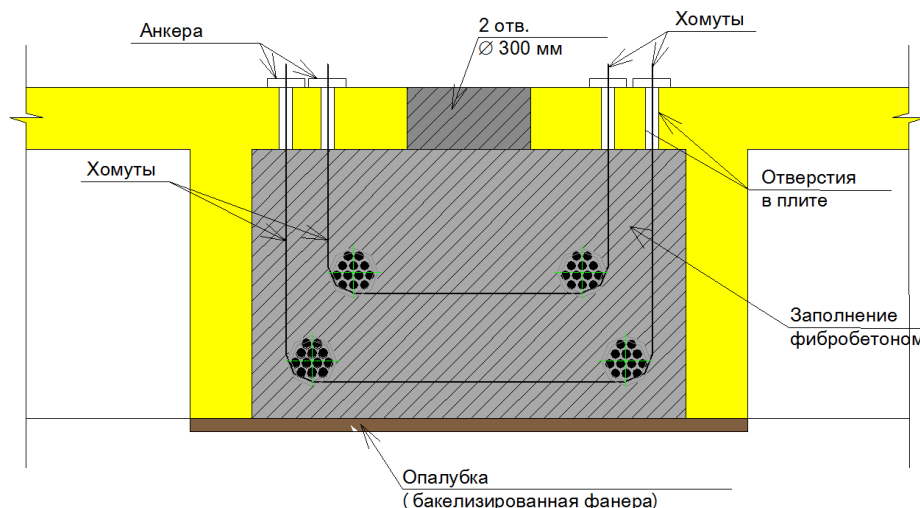 Анкера
2 отв.
∅ 300 мм
Хомуты
Хомуты
Отверстия
в плите
Заполнение
фибробетоном
Опалубка
( бакелизированная фанера)